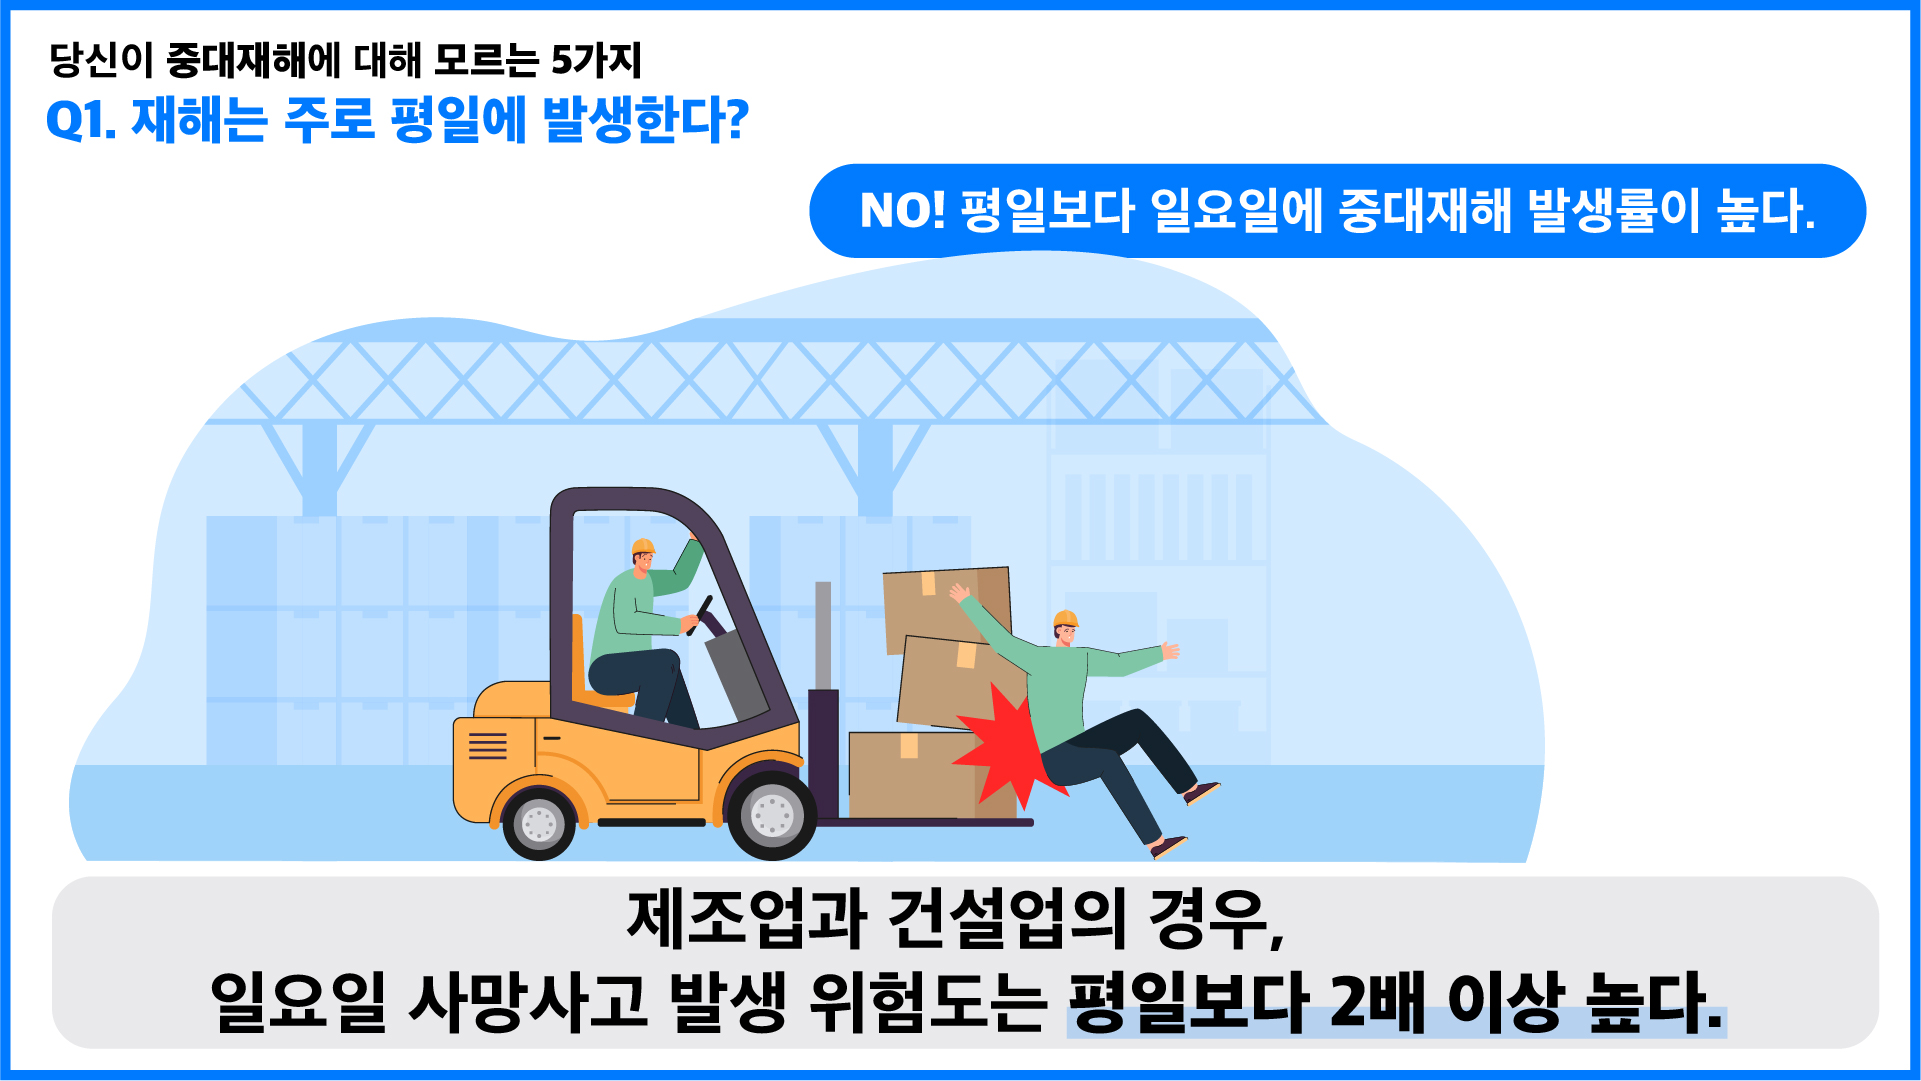 당신이 중대재해에 대해 모르는 5가지
Q1. 재해는 주로 평일에 발생한다?
NO! 평일보다 일요일에 중대재해 발생률이 높다.
제조업과 건설업의 경우,
일요일 사망사고 발생 위험도는 평일보다 2배 이상 높다.